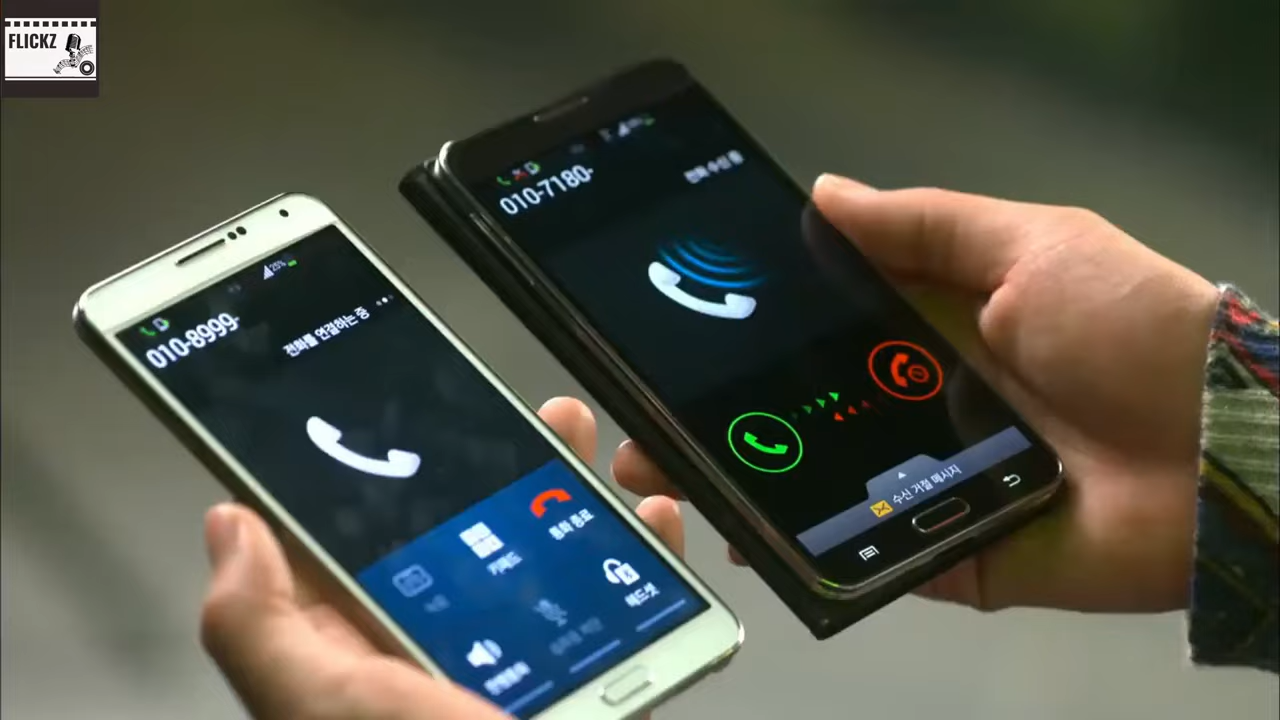 FLICKZ
25%
010-8999-
전화를 연결하는 중
키패드
통화 종료
헤드셋
010-7180-
전화 수신 중
수신 거절 메시지